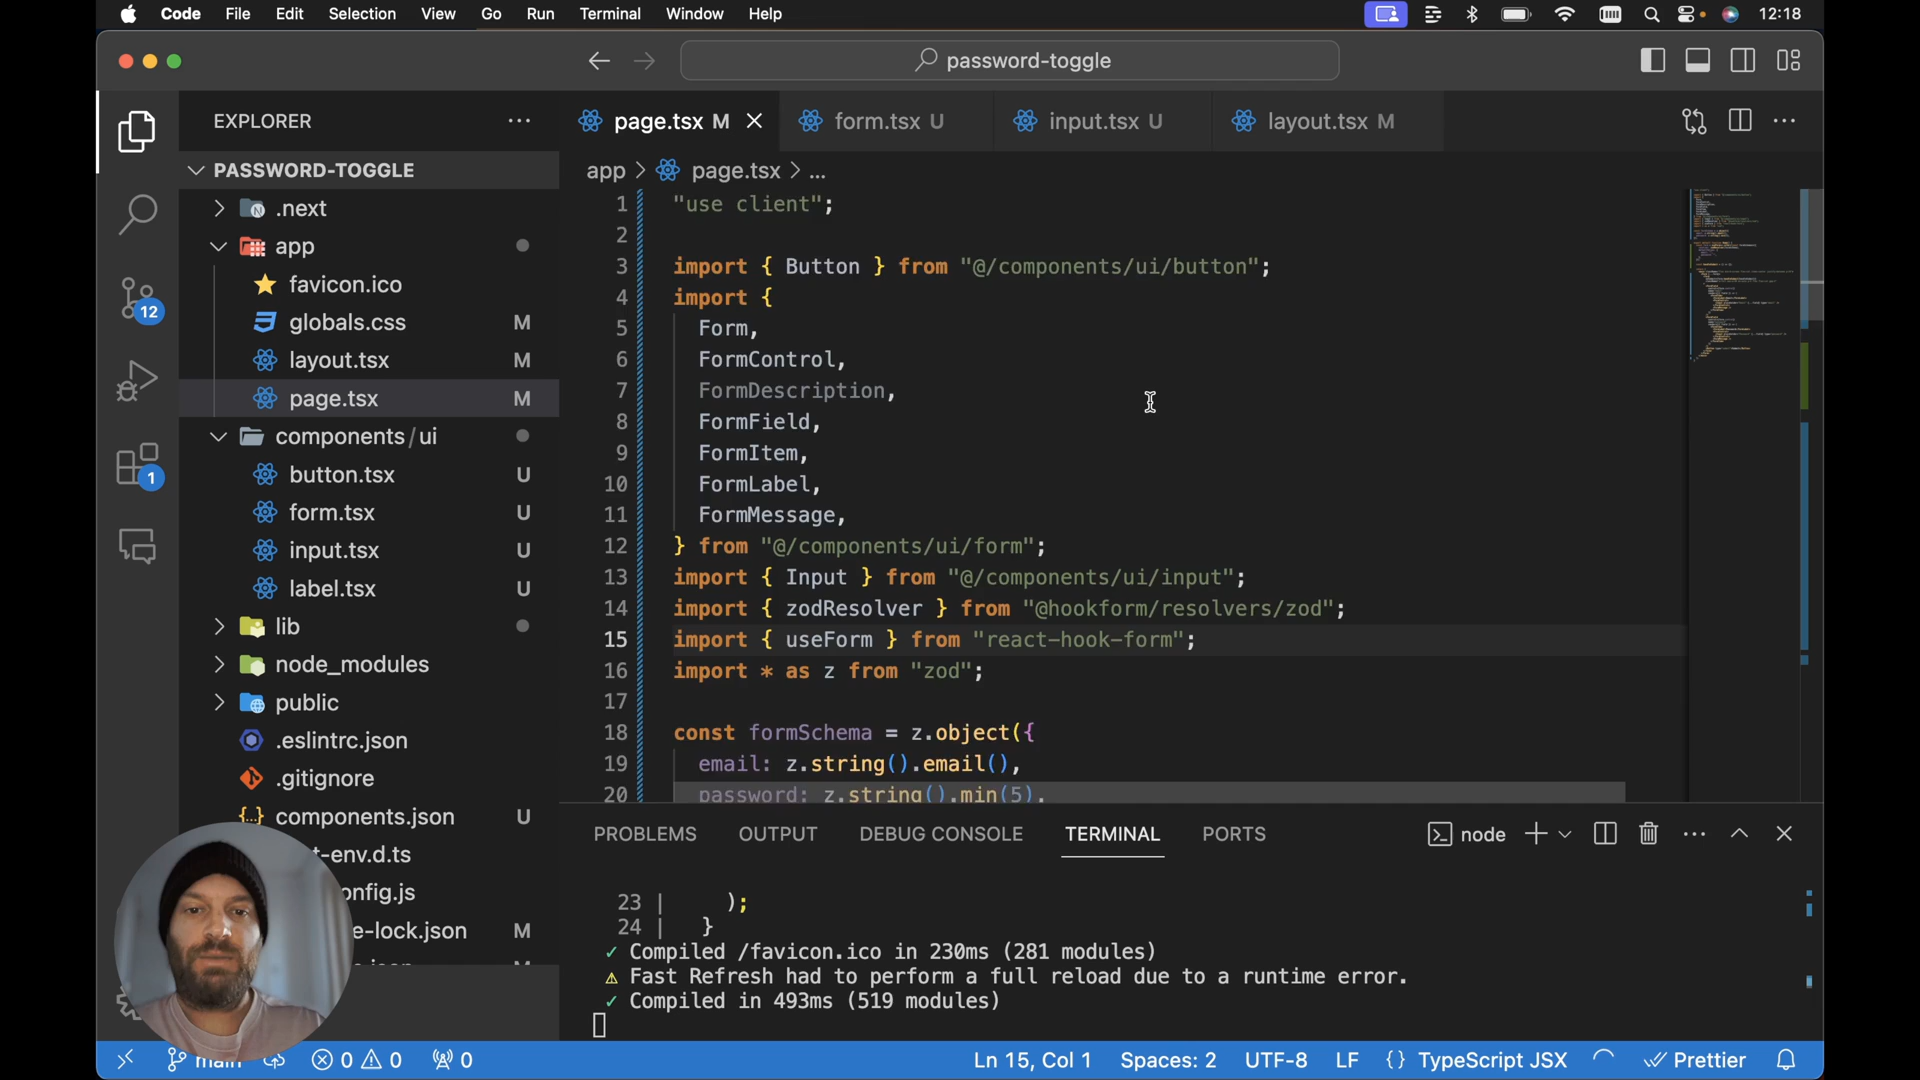 Code File Edit Selection View Go Run Terminal Window Help 12:18
password-toggle
EXPLORER
PASSWORD-TOGGLE
.next
app
favicon.ico
globals.css M
layout.tsx M
page.tsx M
components/ui
button.tsx U
form.tsx U
input.tsx U
label.tsx U
lib
node_modules
public
.eslintrc.json
.gitignore
components.json U
t-env.d.ts
onfig.js
e-lock.json M
12
1
page.tsx M form.tsx U input.tsx U layout.tsx M
app > page.tsx > ...
1 "use client";
2
3 import { Button } from "@/components/ui/button";
4 import {
5 Form,
6 FormControl,
7 FormDescription,
8 FormField,
9 FormItem,
10 FormLabel,
11 FormMessage,
12 } from "@/components/ui/form";
13 import { Input } from "@/components/ui/input";
14 import { zodResolver } from "@hookform/resolvers/zod";
15 import { useForm } from "react-hook-form";
16 import * as z from "zod";
17
18 const formSchema = z.object({
19 email: z.string().email(),
20 password: z.string().min(5),
PROBLEMS OUTPUT DEBUG CONSOLE TERMINAL PORTS node
23 | );
24 | }
✓ Compiled /favicon.ico in 230ms (281 modules)
⚠ Fast Refresh had to perform a full reload due to a runtime error.
✓ Compiled in 493ms (519 modules)
main 0 0 0 Ln 15, Col 1 Spaces: 2 UTF-8 LF {} TypeScript JSX Prettier